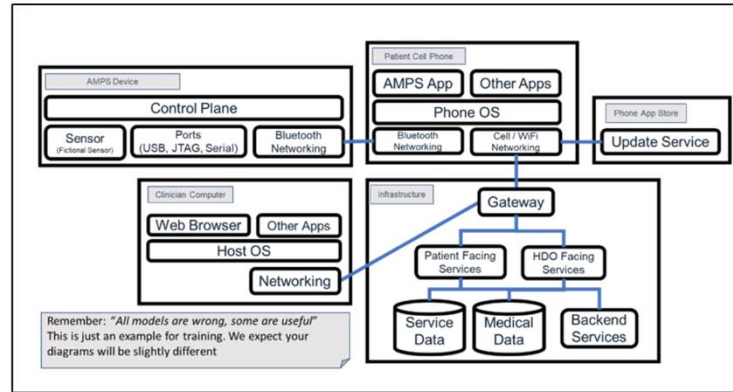 AMPS Device
Control Plane
Sensor
(Fictional Sensor)
Ports
(USB, JTAG, Serial)
Bluetooth
Networking
Patient Cell Phone
AMPS App
Other Apps
Phone OS
Bluetooth
Networking
Cell / WiFi
Networking
Phone App Store
Update Service
Clinician Computer
Web Browser
Other Apps
Host OS
Networking
Infrastructure
Gateway
Patient Facing
Services
HDO Facing
Services
Service
Data
Medical
Data
Backend
Services
Remember: "All models are wrong, some are useful"
This is just an example for training. We expect your
diagrams will be slightly different